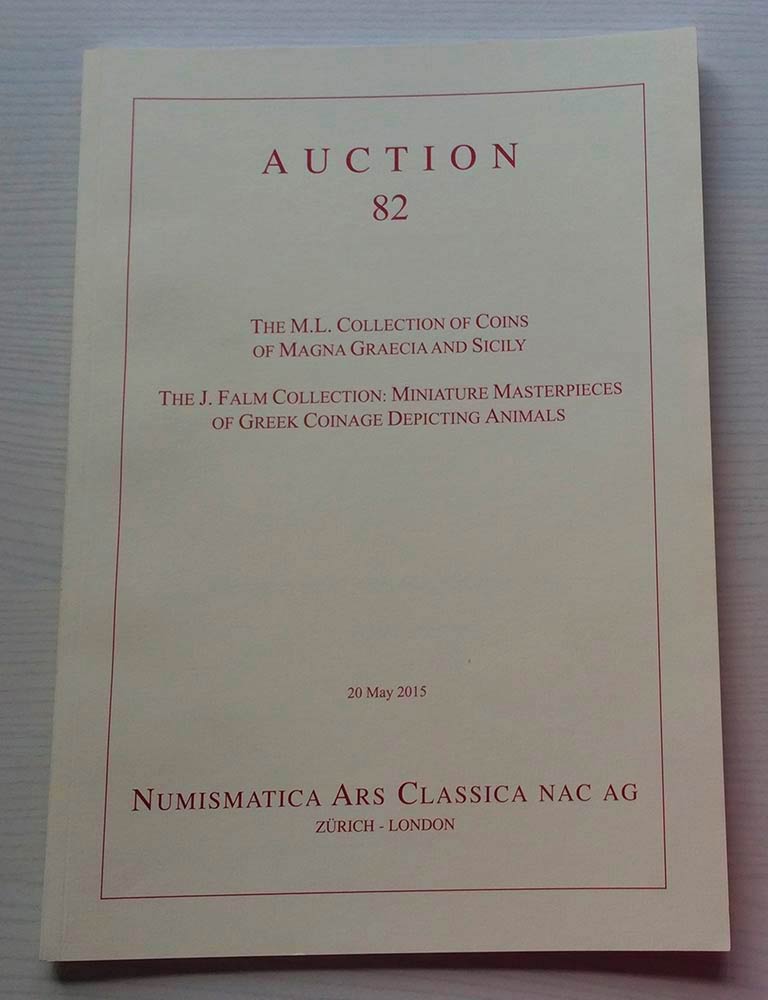 AUCTION
82
THE M.L. COLLECTION OF COINS
OF MAGNA GRAECIA AND SICILY
THE J. FALM COLLECTION: MINIATURE MASTERPIECES
OF GREEK COINAGE DEPICTING ANIMALS
20 May 2015
NUMISMATICA ARS CLASSICA NAC AG
ZÜRICH - LONDON